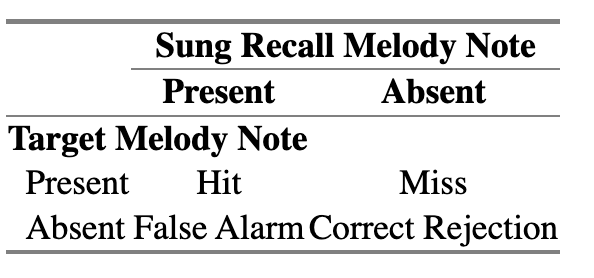 Sung Recall Melody Note
Present Absent
Target Melody Note
Present Hit Miss
Absent False Alarm Correct Rejection